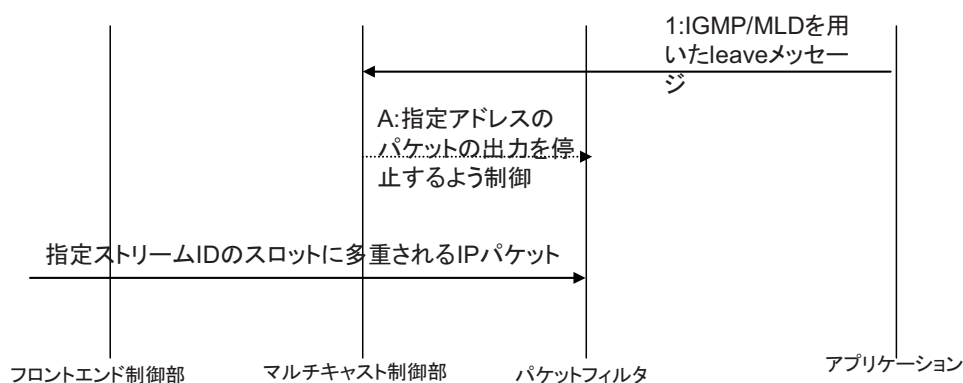 1:IGMP/MLDを用
いたleaveメッセー
ジ
A:指定アドレスの
パケットの出力を停
止するよう制御
指定ストリームIDのスロットに多重されるIPパケット
フロントエンド制御部
マルチキャスト制御部
パケットフィルタ
アプリケーション